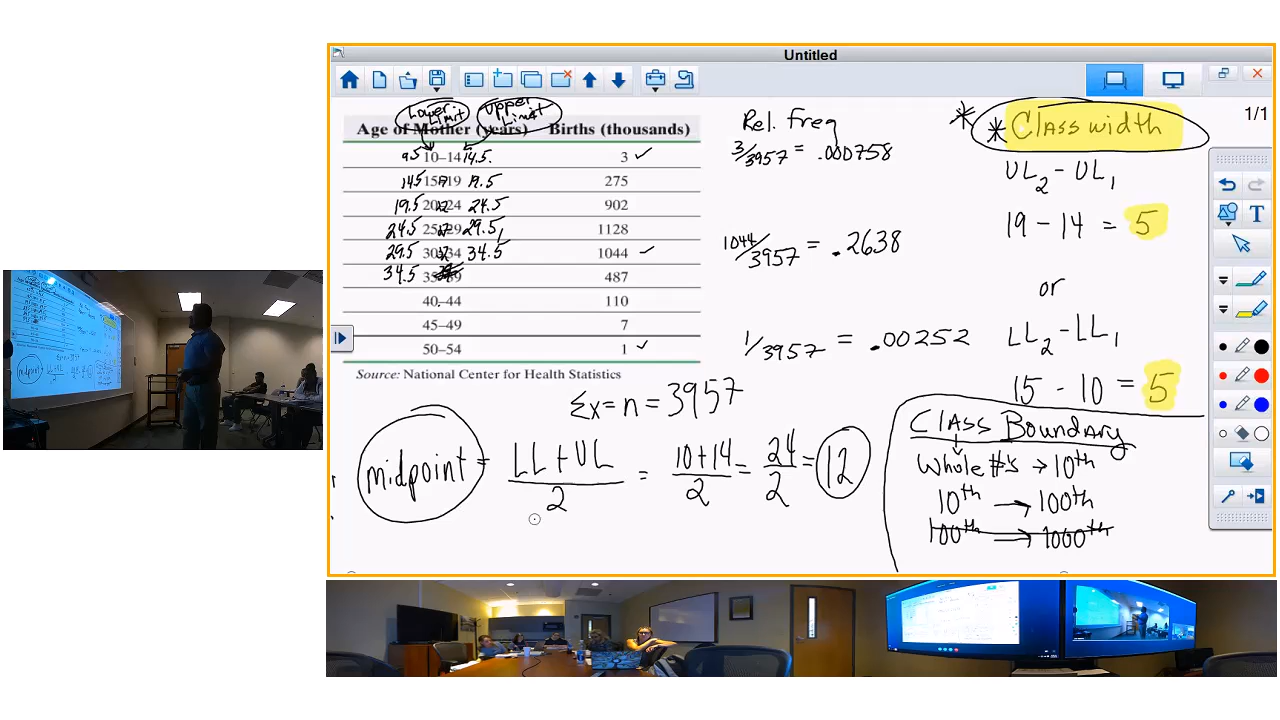 Untitled
1/1
Lower Limit
Upper Limit
Age of Mother (years) Births (thousands)
9.5 10–14 14.5 3 ✓
14.5 15–19 19.5 275
19.5 20–24 24.5 902
24.5 25–29 29.5 1128
29.5 30–34 34.5 1044 ✓
34.5 35–39 487
40–44 110
45–49 7
50–54 1 ✓
Source: National Center for Health Statistics
Σx=n=3957
Rel. freq
3/3957 = .000758
1044/3957 = .2638
1/3957 = .00252
* * Class width
UL2 - UL1
19 - 14 = 5
or
LL2 - LL1
15 - 10 = 5
midpoint = LL+UL/2 = 10+14/2 = 24/2 = 12
Class Boundary
Whole #'s → 10th
10th → 100th
100th → 1000th
T